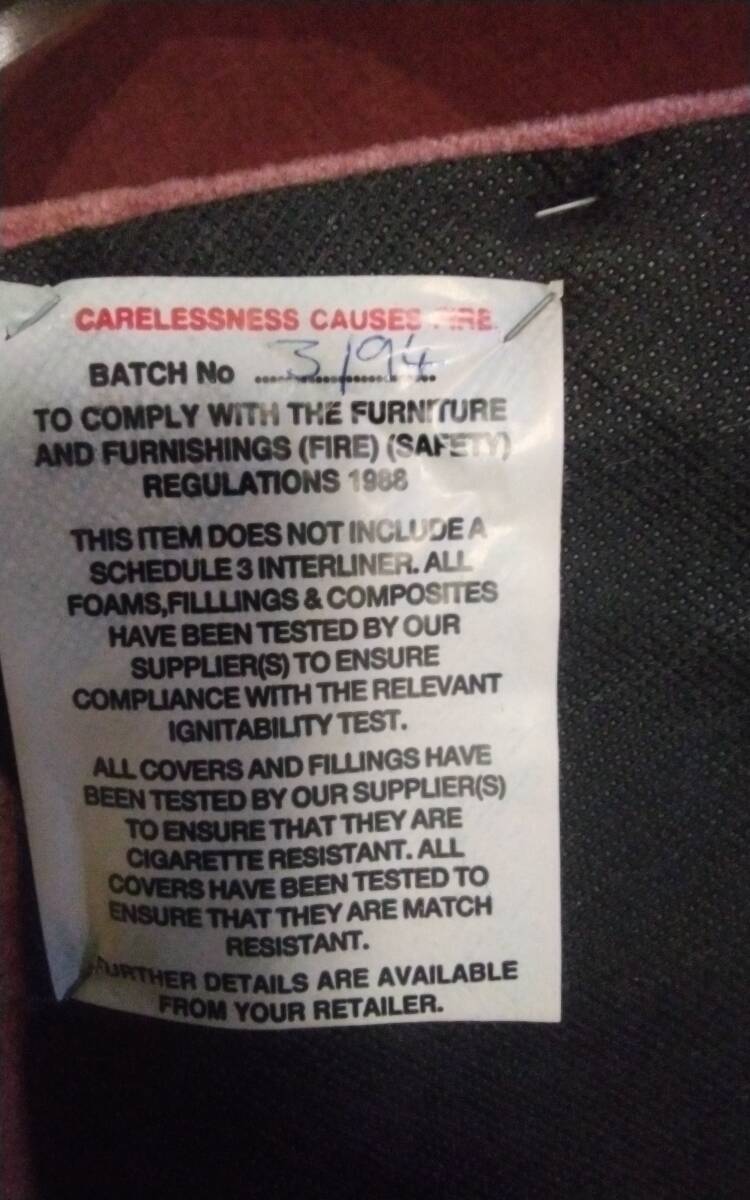 CARELESSNESS CAUSES FIRE
BATCH No 3/94
TO COMPLY WITH THE FURNITURE
AND FURNISHINGS (FIRE) (SAFETY)
REGULATIONS 1988
THIS ITEM DOES NOT INCLUDE A
SCHEDULE 3 INTERLINER. ALL
FOAMS,FILLLINGS & COMPOSITES
HAVE BEEN TESTED BY OUR
SUPPLIER(S) TO ENSURE
COMPLIANCE WITH THE RELEVANT
IGNITABILITY TEST.
ALL COVERS AND FILLINGS HAVE
BEEN TESTED BY OUR SUPPLIER(S)
TO ENSURE THAT THEY ARE
CIGARETTE RESISTANT. ALL
COVERS HAVE BEEN TESTED TO
ENSURE THAT THEY ARE MATCH
RESISTANT.
FURTHER DETAILS ARE AVAILABLE
FROM YOUR RETAILER.